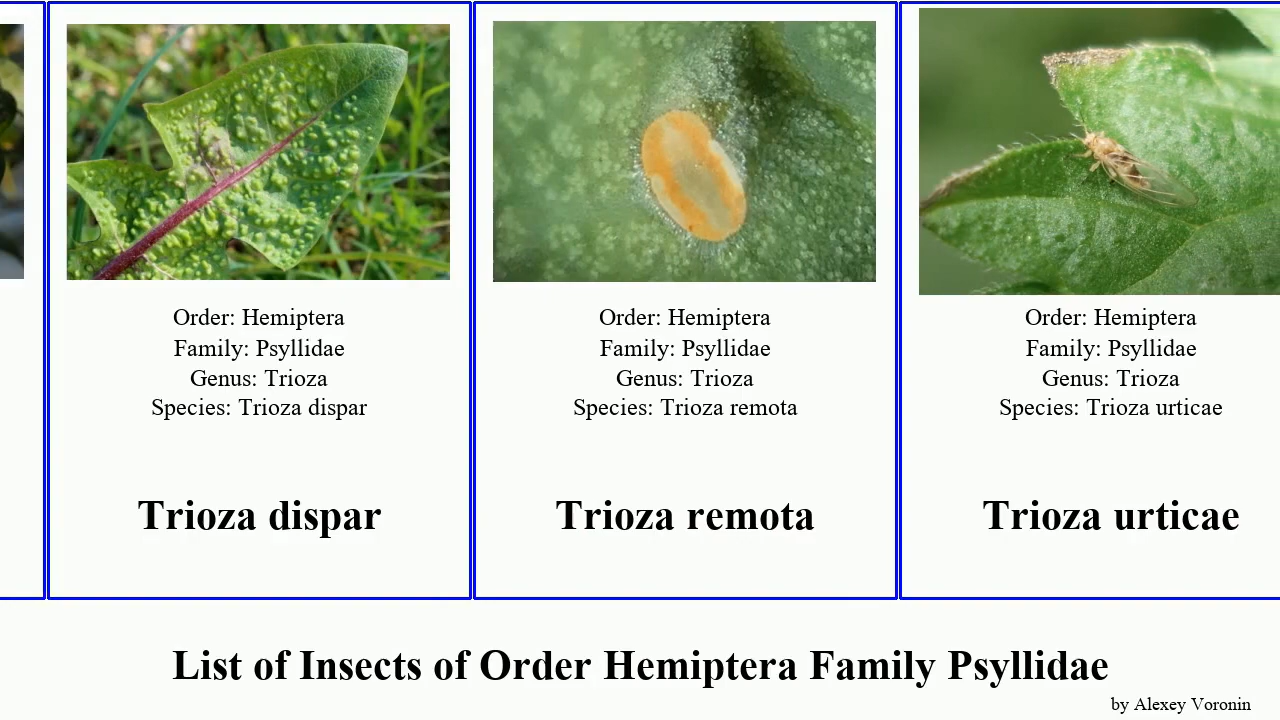 Order: Hemiptera
Family: Psyllidae
Genus: Trioza
Species: Trioza dispar
Trioza dispar
Order: Hemiptera
Family: Psyllidae
Genus: Trioza
Species: Trioza remota
Trioza remota
Order: Hemiptera
Family: Psyllidae
Genus: Trioza
Species: Trioza urticae
Trioza urticae
List of Insects of Order Hemiptera Family Psyllidae
by Alexey Voronin